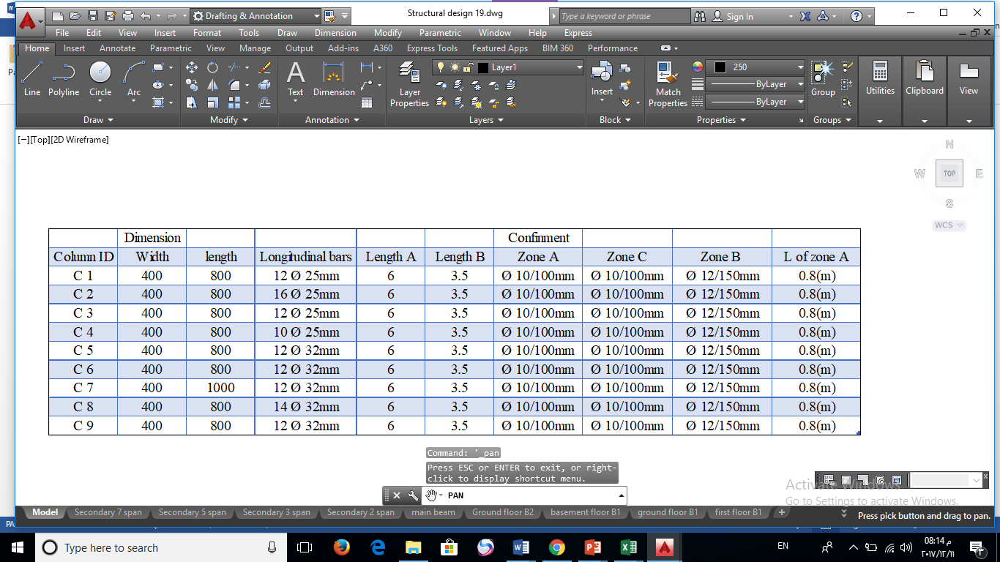 Drafting & Annotation
Structural design 19.dwg
Type a keyword or phrase
Sign In
File Edit View Insert Format Tools Draw Dimension Modify Parametric Window Help Express
Home Insert Annotate Parametric View Manage Output Add-ins A360 Express Tools Featured Apps BIM 360 Performance
Layer1
250
ByLayer
ByLayer
Line Polyline Circle Arc
Text Dimension
Layer Properties
Insert
Match Properties
Group
Utilities Clipboard View
Draw Modify Annotation Layers Block Properties Groups
[−][Top][2D Wireframe]
N
W TOP E
S
WCS
Dimension Confinment
Column ID Width length Longitudinal bars Length A Length B Zone A Zone C Zone B L of zone A
C 1 400 800 12 Ø 25mm 6 3.5 Ø 10/100mm Ø 10/100mm Ø 12/150mm 0.8(m)
C 2 400 800 16 Ø 25mm 6 3.5 Ø 10/100mm Ø 10/100mm Ø 12/150mm 0.8(m)
C 3 400 800 12 Ø 25mm 6 3.5 Ø 10/100mm Ø 10/100mm Ø 12/150mm 0.8(m)
C 4 400 800 10 Ø 25mm 6 3.5 Ø 10/100mm Ø 10/100mm Ø 12/150mm 0.8(m)
C 5 400 800 12 Ø 32mm 6 3.5 Ø 10/100mm Ø 10/100mm Ø 12/150mm 0.8(m)
C 6 400 800 12 Ø 32mm 6 3.5 Ø 10/100mm Ø 10/100mm Ø 12/150mm 0.8(m)
C 7 400 1000 12 Ø 32mm 6 3.5 Ø 10/100mm Ø 10/100mm Ø 12/150mm 0.8(m)
C 8 400 800 14 Ø 32mm 6 3.5 Ø 10/100mm Ø 10/100mm Ø 12/150mm 0.8(m)
C 9 400 800 12 Ø 32mm 6 3.5 Ø 10/100mm Ø 10/100mm Ø 12/150mm 0.8(m)
Command: '_pan
Press ESC or ENTER to exit, or right-
click to display shortcut menu.
PAN
Activate Windows
Go to Settings to activate Windows.
Model Secondary 7 span Secondary 5 span Secondary 3 span Secondary 2 span main beam Ground floor B2 basement floor B1 ground floor B1 first floor B1 +
Press pick button and drag to pan.
Type here to search
EN
08:14 م
٢٠١٧/١٢/١١